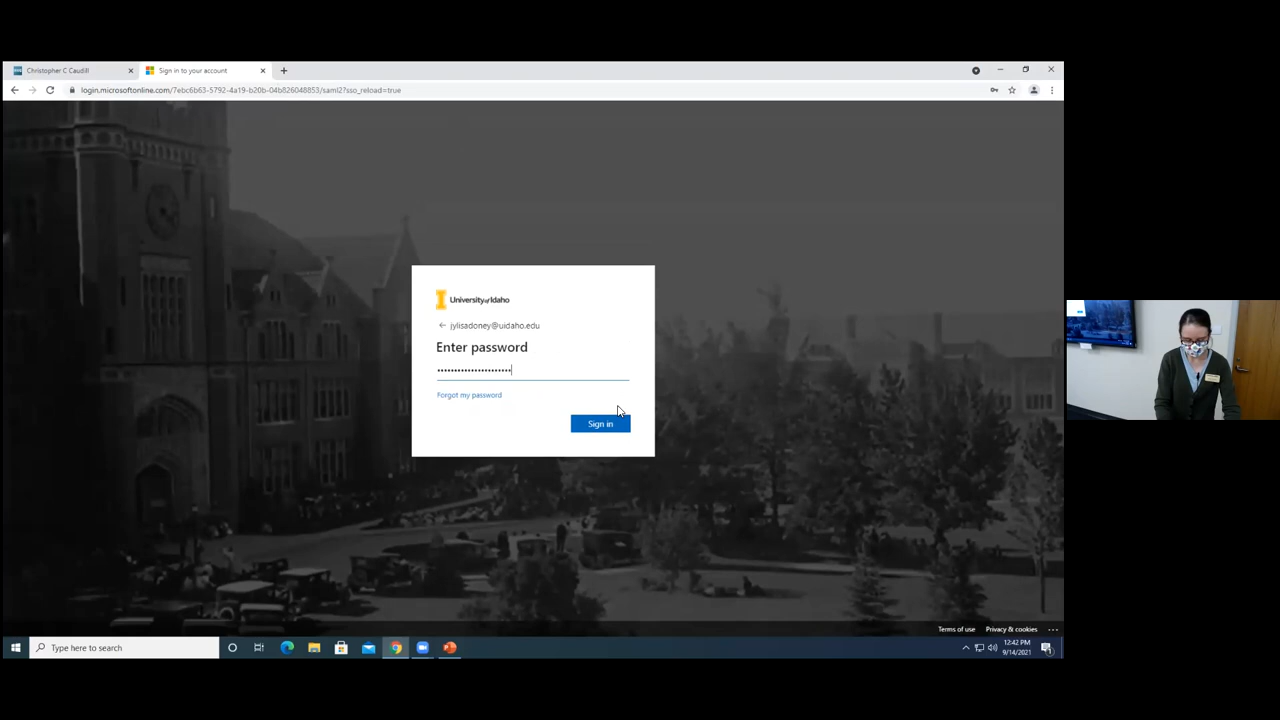 Christopher C Caudill
Sign in to your account
login.microsoftonline.com/7ebc6b63-5792-4a19-b20b-04b826048853/saml2?sso_reload=true
University of Idaho
jylisadoney@uidaho.edu
Enter password
••••••••••••••••••••••
Forgot my password
Sign in
Terms of use
Privacy & cookies
Type here to search
12:42 PM
9/14/2021